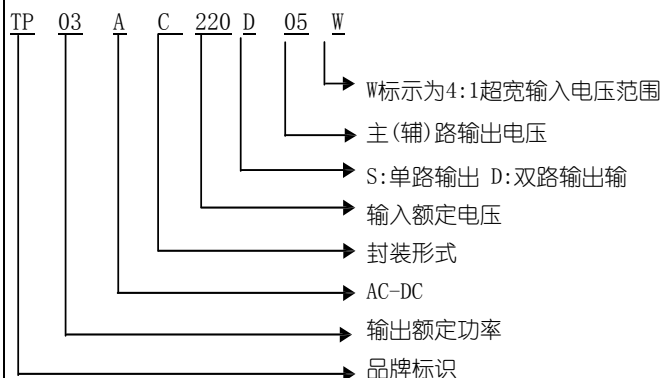 TP 03 A C 220 D 05 W
W标示为4:1超宽输入电压范围
主(辅)路输出电压
S:单路输出 D:双路输出输
输入额定电压
封装形式
AC-DC
输出额定功率
品牌标识